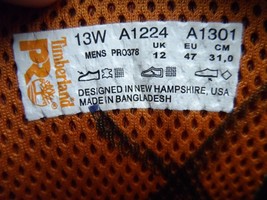 Timberland
PRO
13W A1224 A1301
MENS PRO378 UK EU CM
12 47 31,0
DESIGNED IN NEW HAMPSHIRE, USA
MADE IN BANGLADESH